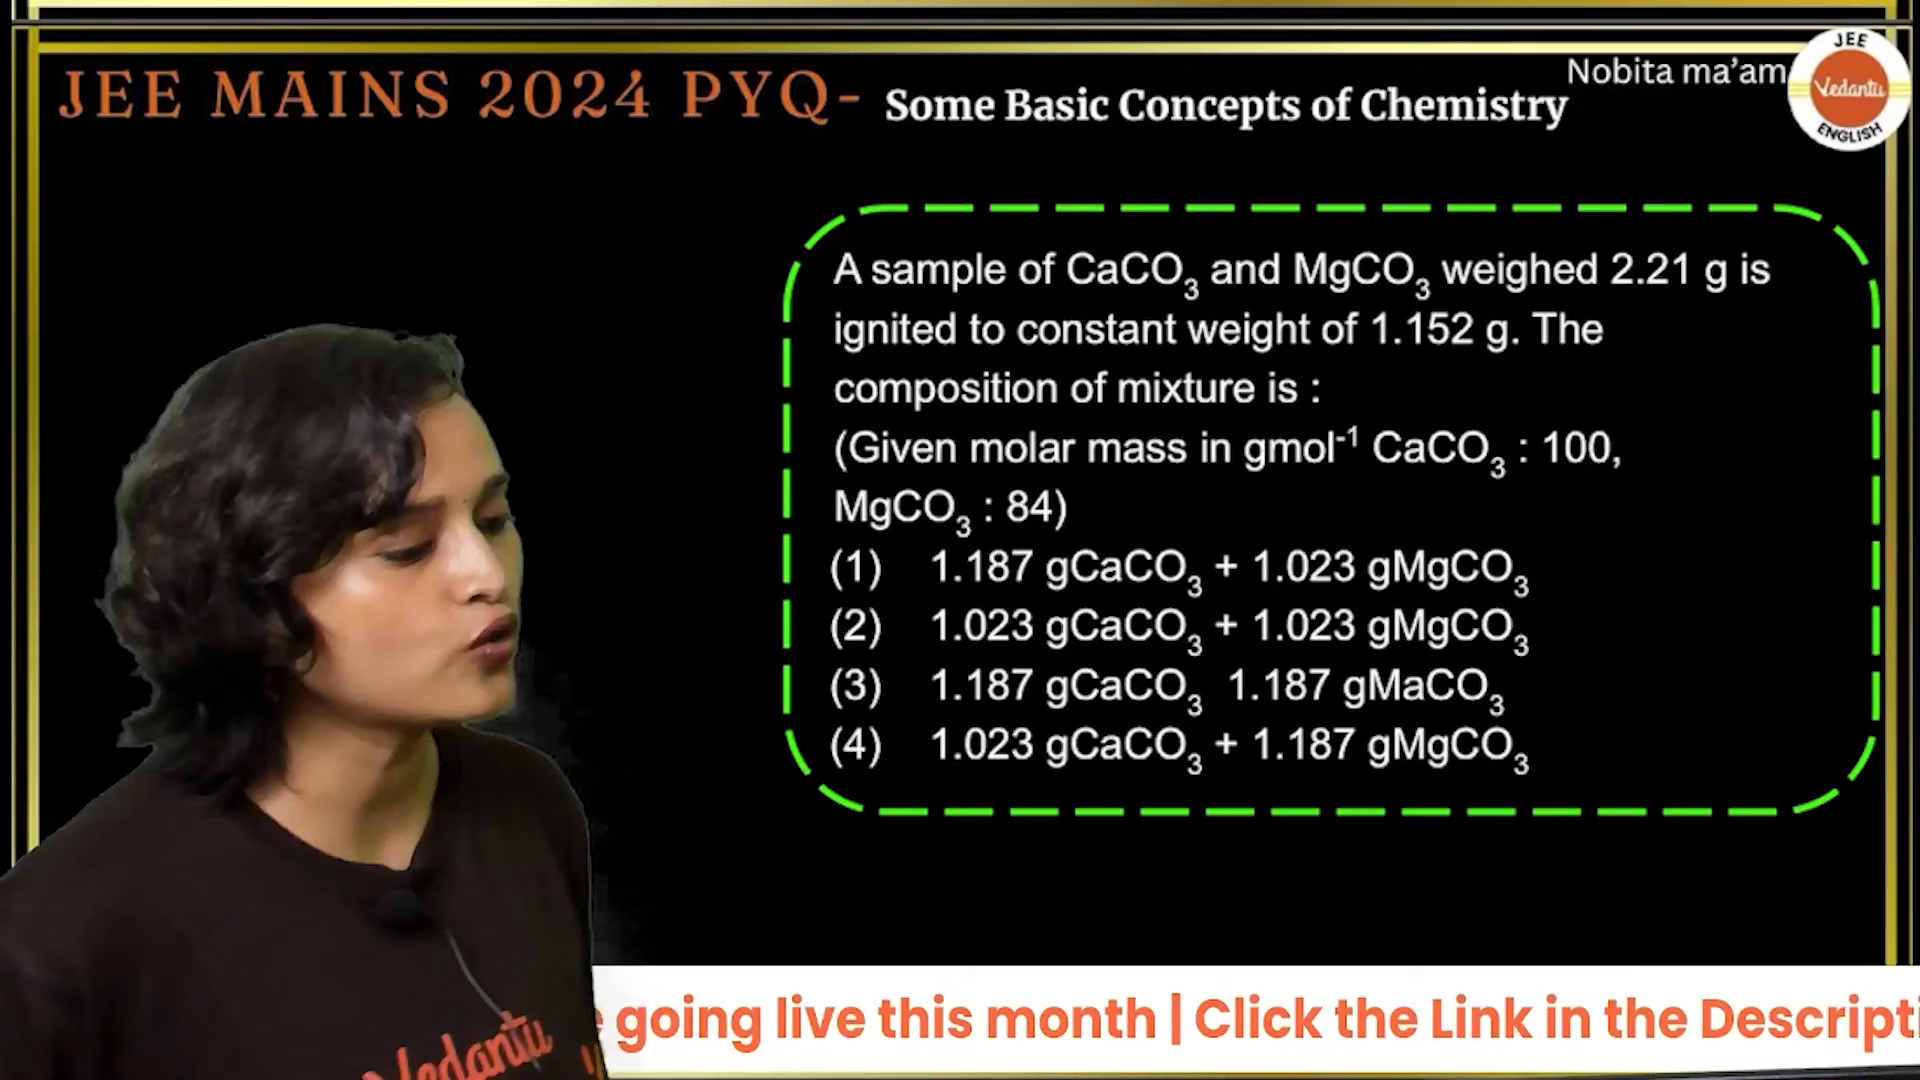 JEE MAINS 2024 PYQ- Some Basic Concepts of Chemistry
Nobita ma’am
JEE
Vedantu
ENGLISH
A sample of CaCO₃ and MgCO₃ weighed 2.21 g is
ignited to constant weight of 1.152 g. The
composition of mixture is :
(Given molar mass in gmol⁻¹ CaCO₃ : 100,
MgCO₃ : 84)
(1) 1.187 gCaCO₃ + 1.023 gMgCO₃
(2) 1.023 gCaCO₃ + 1.023 gMgCO₃
(3) 1.187 gCaCO₃ 1.187 gMaCO₃
(4) 1.023 gCaCO₃ + 1.187 gMgCO₃
going live this month | Click the Link in the Descripti
Vedantu